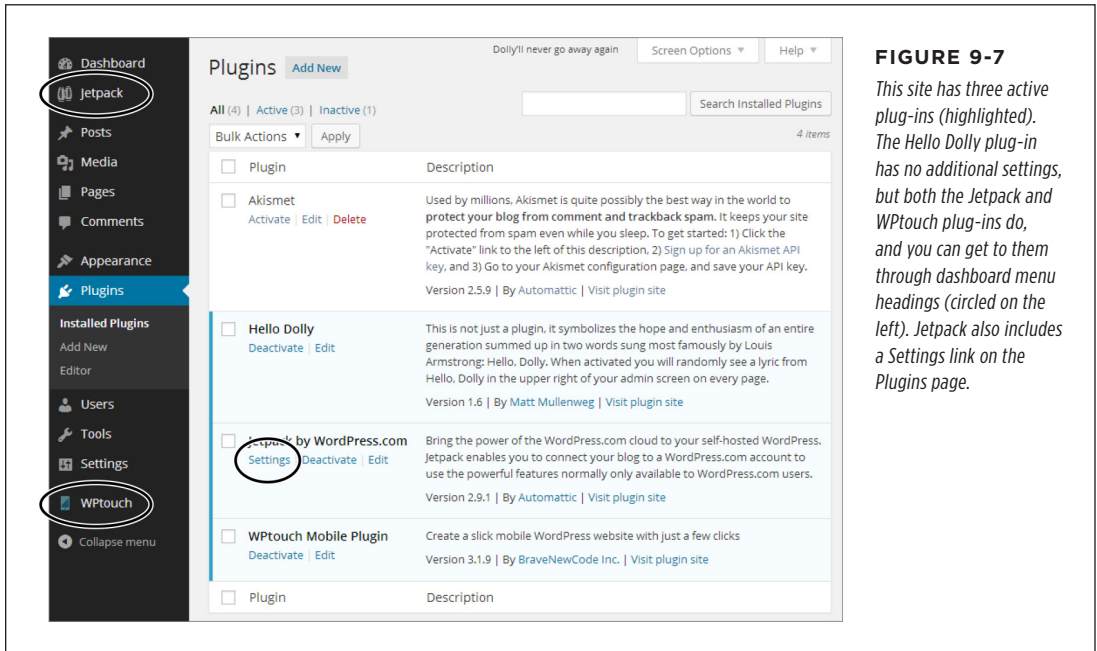 Dashboard
Jetpack
Posts
Media
Pages
Comments
Appearance
Plugins
Installed Plugins
Add New
Editor
Users
Tools
Settings
WPtouch
Collapse menu
Dolly'll never go away again
Screen Options
Help
Plugins Add New
All (4) | Active (3) | Inactive (1)
Search Installed Plugins
Bulk Actions Apply
4 items
Plugin Description
Akismet
Activate | Edit | Delete
Used by millions, Akismet is quite possibly the best way in the world to
protect your blog from comment and trackback spam. It keeps your site
protected from spam even while you sleep. To get started: 1) Click the
"Activate" link to the left of this description, 2) Sign up for an Akismet API
key, and 3) Go to your Akismet configuration page, and save your API key.
Version 2.5.9 | By Automattic | Visit plugin site
Hello Dolly
Deactivate | Edit
This is not just a plugin, it symbolizes the hope and enthusiasm of an entire
generation summed up in two words sung most famously by Louis
Armstrong: Hello, Dolly. When activated you will randomly see a lyric from
Hello, Dolly in the upper right of your admin screen on every page.
Version 1.6 | By Matt Mullenweg | Visit plugin site
Jetpack by WordPress.com
Settings | Deactivate | Edit
Bring the power of the WordPress.com cloud to your self-hosted WordPress.
Jetpack enables you to connect your blog to a WordPress.com account to
use the powerful features normally only available to WordPress.com users.
Version 2.9.1 | By Automattic | Visit plugin site
WPtouch Mobile Plugin
Deactivate | Edit
Create a slick mobile WordPress website with just a few clicks
Version 3.1.9 | By BraveNewCode Inc. | Visit plugin site
Plugin Description
FIGURE 9-7
This site has three active
plug-ins (highlighted).
The Hello Dolly plug-in
has no additional settings,
but both the Jetpack and
WPtouch plug-ins do,
and you can get to them
through dashboard menu
headings (circled on the
left). Jetpack also includes
a Settings link on the
Plugins page.